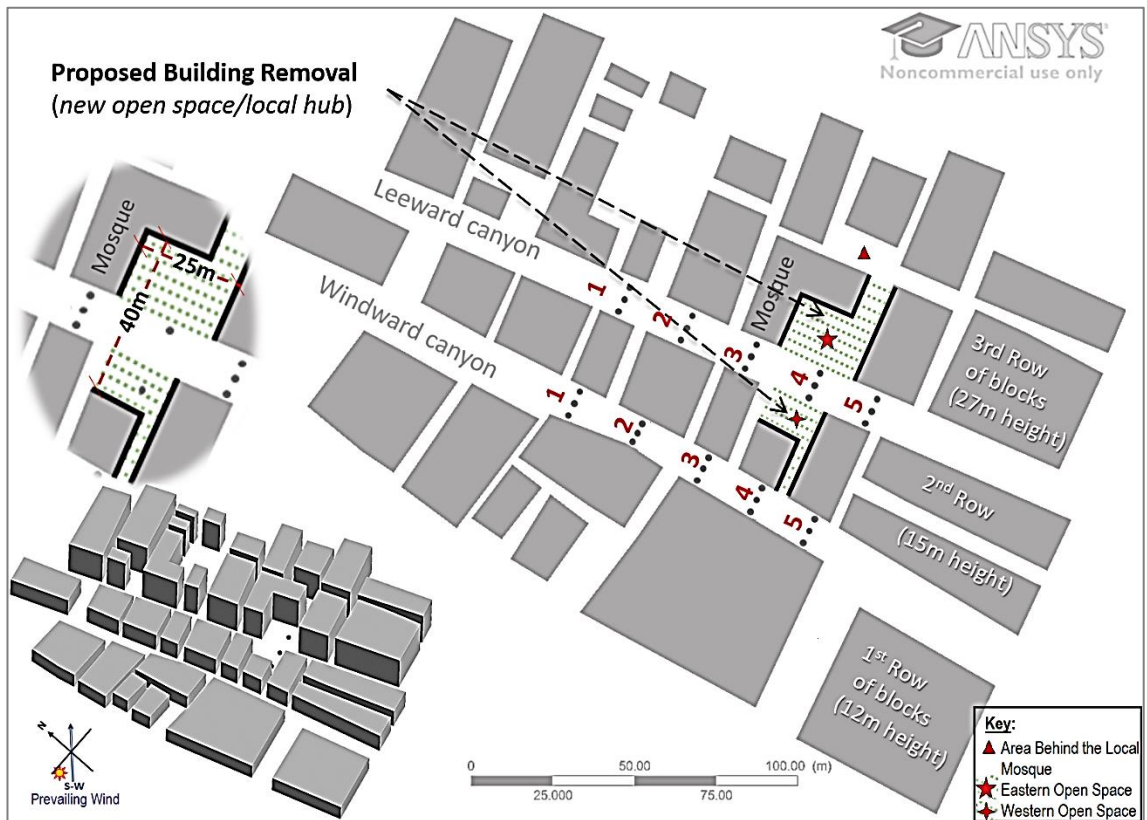 ANSYS
Noncommercial use only
Proposed Building Removal
(new open space/local hub)
Leeward canyon
Windward canyon
Mosque
25m
40m
Mosque
1
2
3
4
5
1
2
3
4
5
3rd Row
of blocks
(27m height)
2nd Row
(15m height)
1st Row
of blocks
(12m height)
N
S-W
Prevailing Wind
0
50.00
100.00 (m)
25.000
75.00
Key:
Area Behind the Local
Mosque
Eastern Open Space
Western Open Space